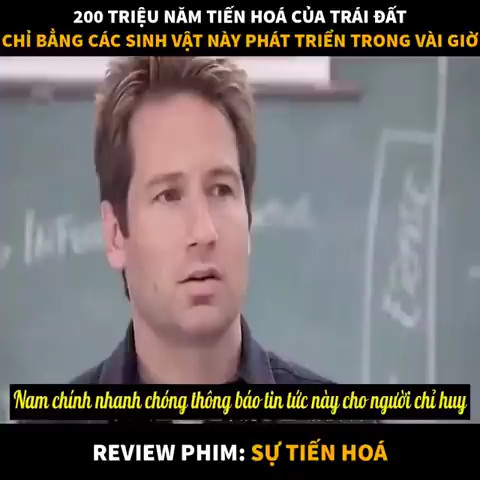 200 TRIỆU NĂM TIẾN HOÁ CỦA TRÁI ĐẤT
CHỈ BẰNG CÁC SINH VẬT NÀY PHÁT TRIỂN TRONG VÀI GIỜ
Nam chính nhanh chóng thông báo tin tức này cho người chỉ huy
REVIEW PHIM: SỰ TIẾN HOÁ